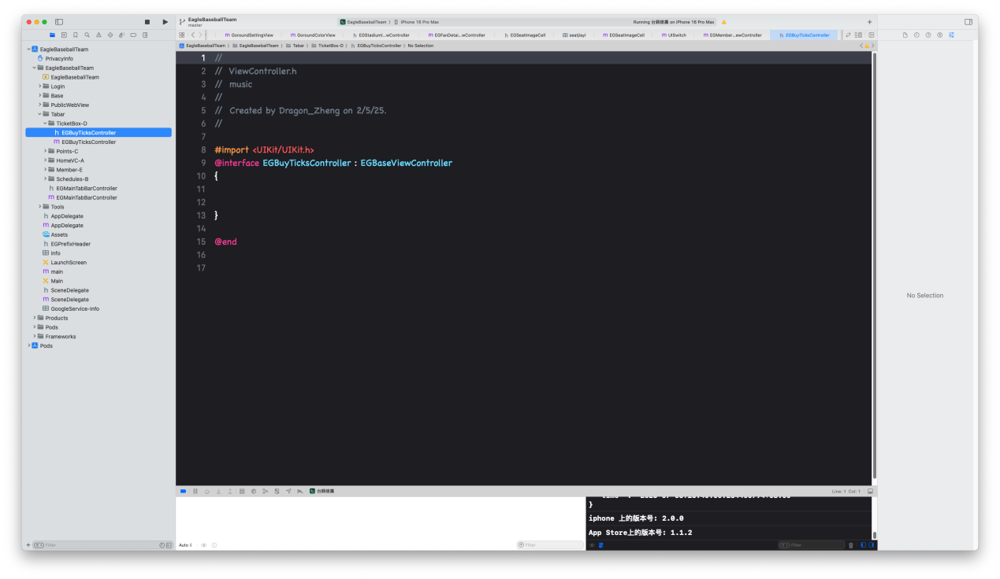 EagleBaseballTeam
master
EagleBaseballTeam
iPhone 16 Pro Max
Running 台鋼雄鷹 on iPhone 16 Pro Max
GoroundSettingView
GoroundColorView
EGStadiumI...wController
EGFanDetai...wController
EGSeatImageCell
seatjiayi
EGSeatImageCell
UISwitch
EGMember...ewController
EGBuyTicksController
EagleBaseballTeam
EagleBaseballTeam
Tabar
TicketBox-D
EGBuyTicksController
No Selection
EagleBaseballTeam
PrivacyInfo
EagleBaseballTeam
EagleBaseballTeam
Login
Base
PublicWebView
Tabar
TicketBox-D
h EGBuyTicksController
m EGBuyTicksController
Points-C
HomeVC-A
Member-E
Schedules-B
h EGMainTabBarController
m EGMainTabBarController
Tools
h AppDelegate
m AppDelegate
Assets
h EGPrefixHeader
Info
LaunchScreen
m main
Main
h SceneDelegate
m SceneDelegate
GoogleService-Info
Products
Pods
Frameworks
Pods
Filter
1 //
2 // ViewController.h
3 // music
4 //
5 // Created by Dragon_Zheng on 2/5/25.
6 //
7
8 #import <UIKit/UIKit.h>
9 @interface EGBuyTicksController : EGBaseViewController
10 {
11
12
13 }
14
15 @end
16
17
No Selection
台鋼雄鷹
Line: 1 Col: 1
}
iphone 上的版本号: 2.0.0
App Store上的版本号: 1.1.2
Auto
Filter
Filter